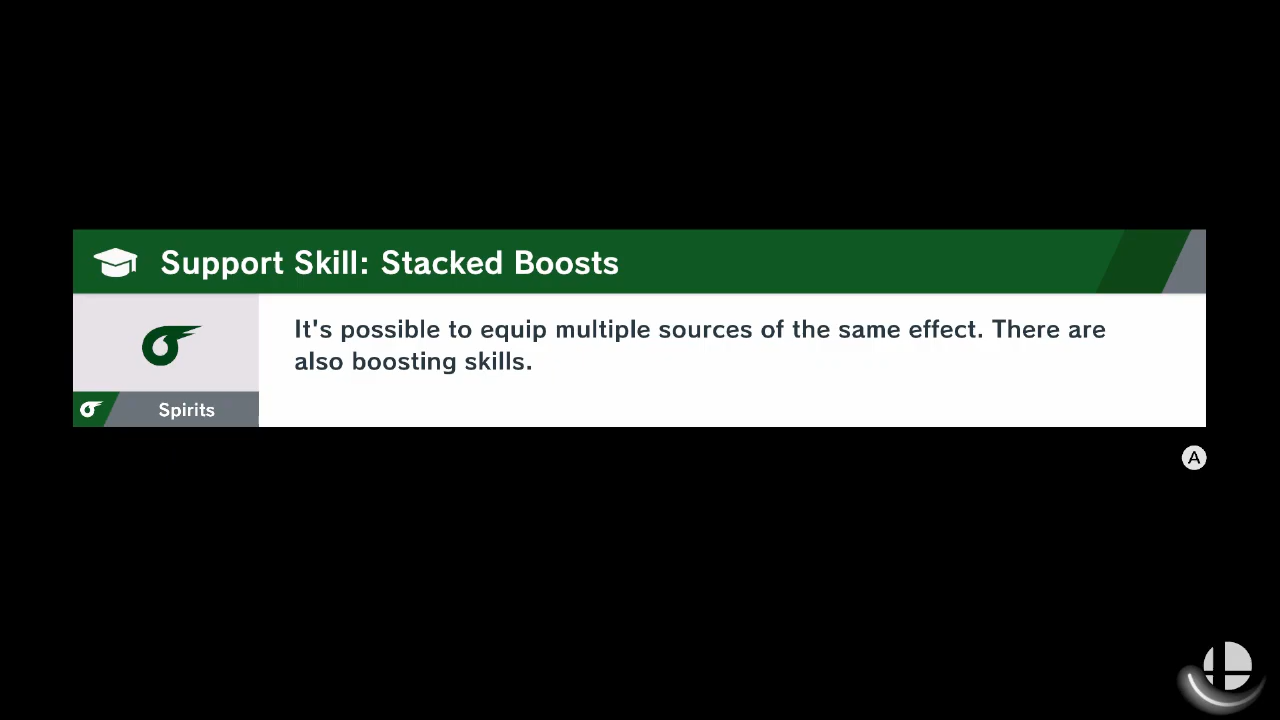 Support Skill: Stacked Boosts
It's possible to equip multiple sources of the same effect. There are
also boosting skills.
Spirits
A